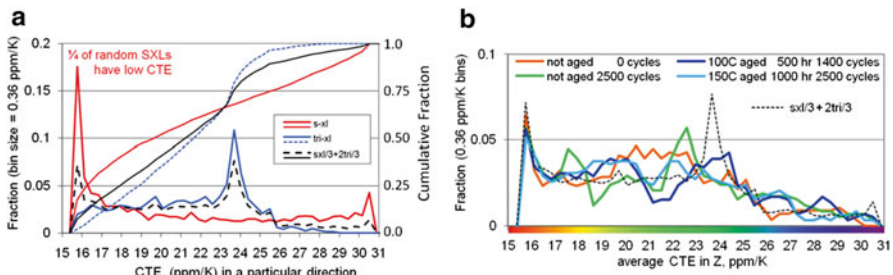 a
¼ of random SXLs
have low CTE
Fraction (bin size = 0.36 ppm/K)
0.2
0.15
0.1
0.05
0
s-xl
tri-xl
sxl/3+2tri/3
1.0
0.75
0.50
0.25
0.0
Cumulative Fraction
15 16 17 18 19 20 21 22 23 24 25 26 27 28 29 30 31
CTE, (ppm/K) in a particular direction
b
Fraction (0.36 ppm/K bins)
0.1
0.05
0
not aged 0 cycles
100C aged 500 hr 1400 cycles
not aged 2500 cycles
150C aged 1000 hr 2500 cycles
sxl/3+2tri/3
15 16 17 18 19 20 21 22 23 24 25 26 27 28 29 30 31
average CTE in Z, ppm/K